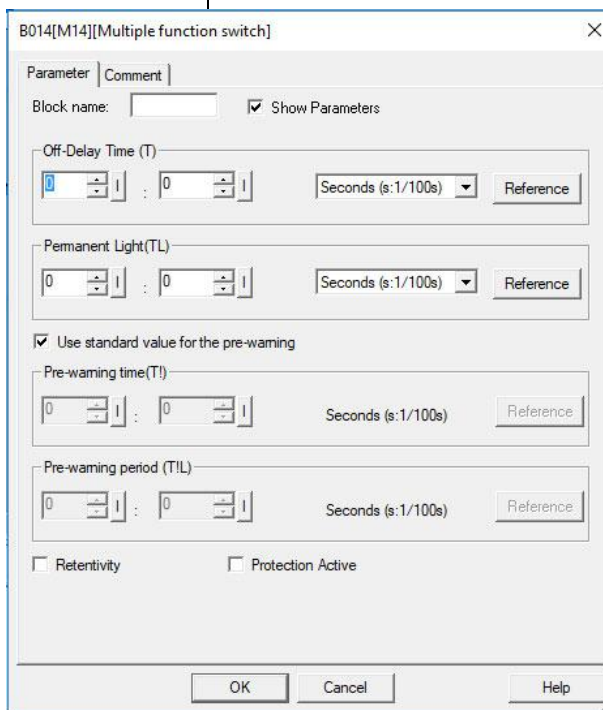 B014[M14][Multiple function switch]
Parameter Comment
Block name: Show Parameters
Off-Delay Time (T)
0 : 0 Seconds (s:1/100s) Reference
Permanent Light(TL)
0 : 0 Seconds (s:1/100s) Reference
Use standard value for the pre-warning
Pre-warning time(T!)
0 : 0 Seconds (s:1/100s) Reference
Pre-warning period (T!L)
0 : 0 Seconds (s:1/100s) Reference
Retentivity Protection Active
OK Cancel Help